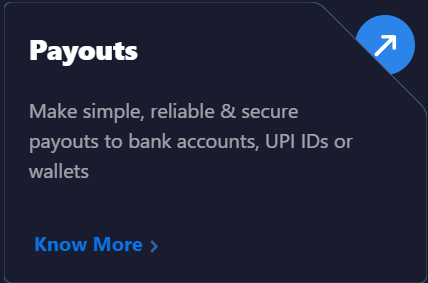 Payouts
Make simple, reliable & secure
payouts to bank accounts, UPI IDs or
wallets
Know More